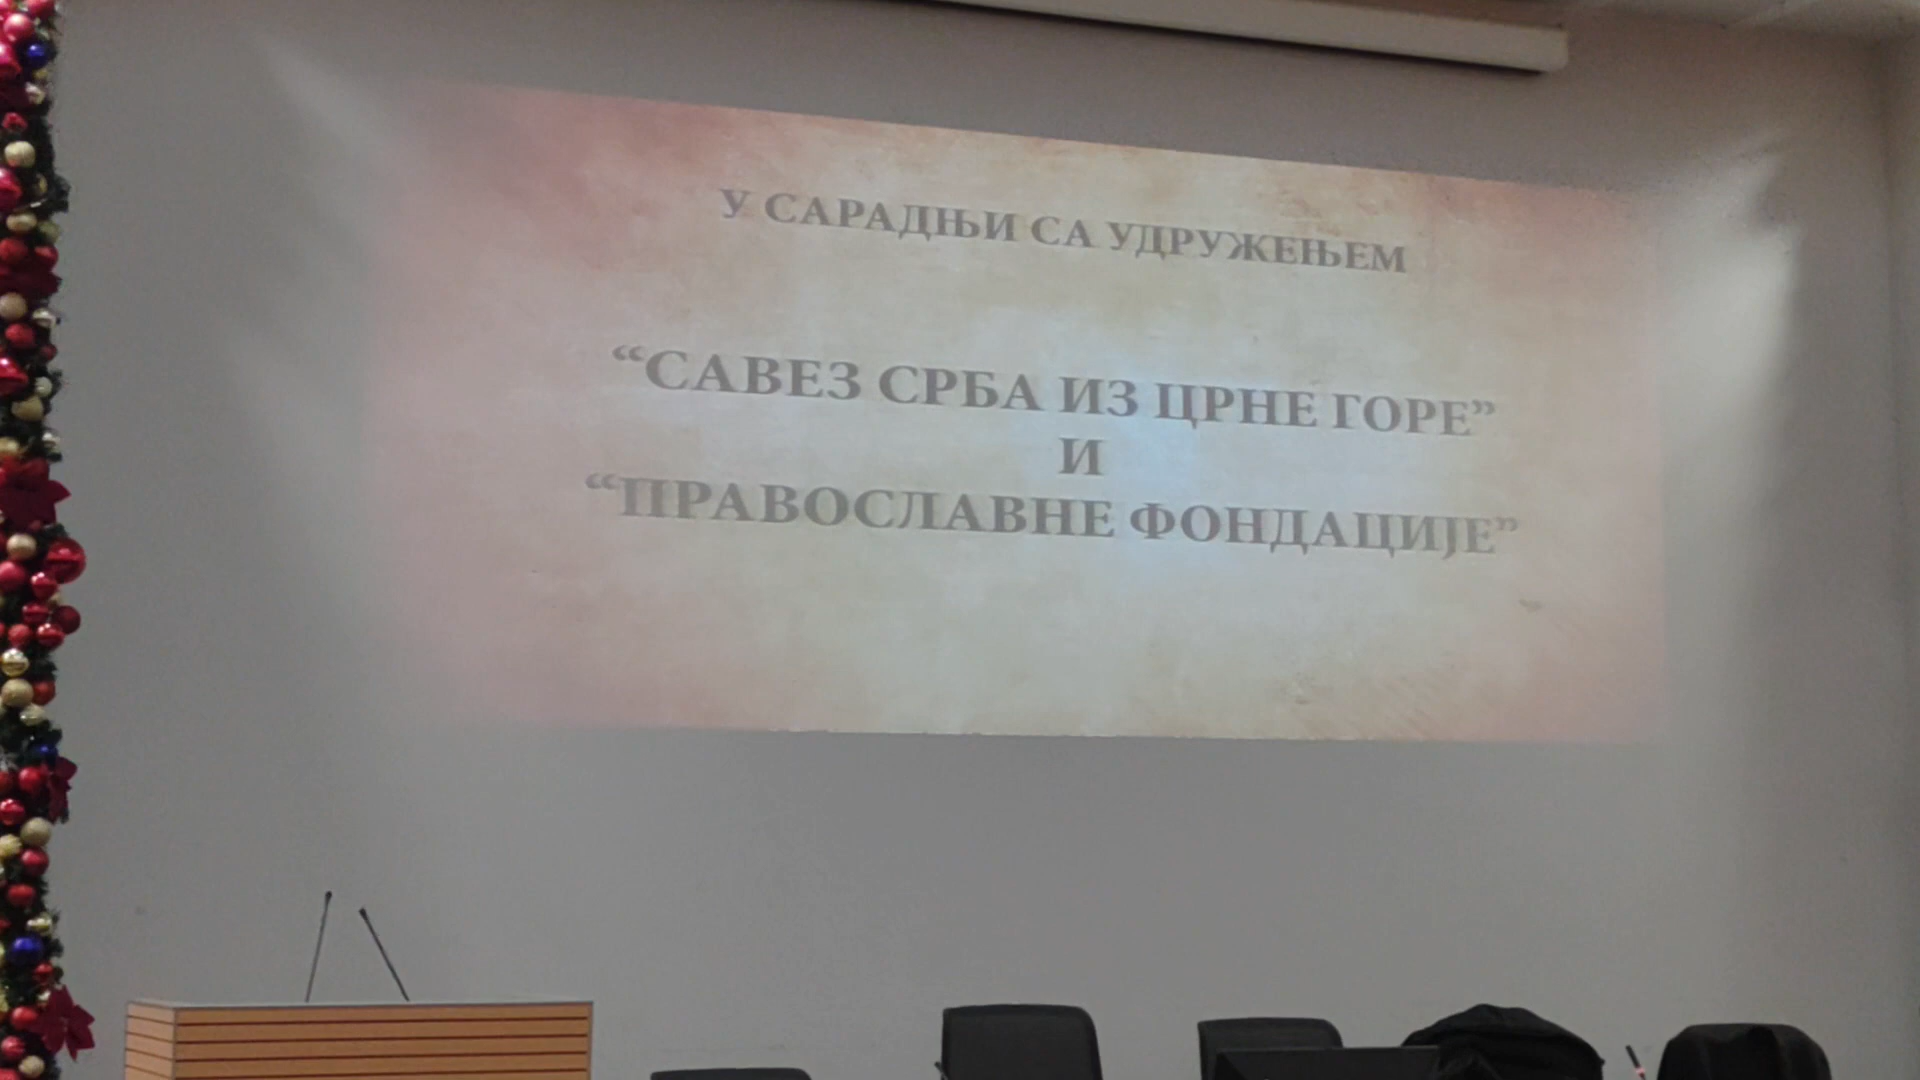 У САРАДЊИ СА УДРУЖЕЊЕМ
“САВЕЗ СРБА ИЗ ЦРНЕ ГОРЕ”
И
“ПРАВОСЛАВНЕ ФОНДАЦИЈЕ”